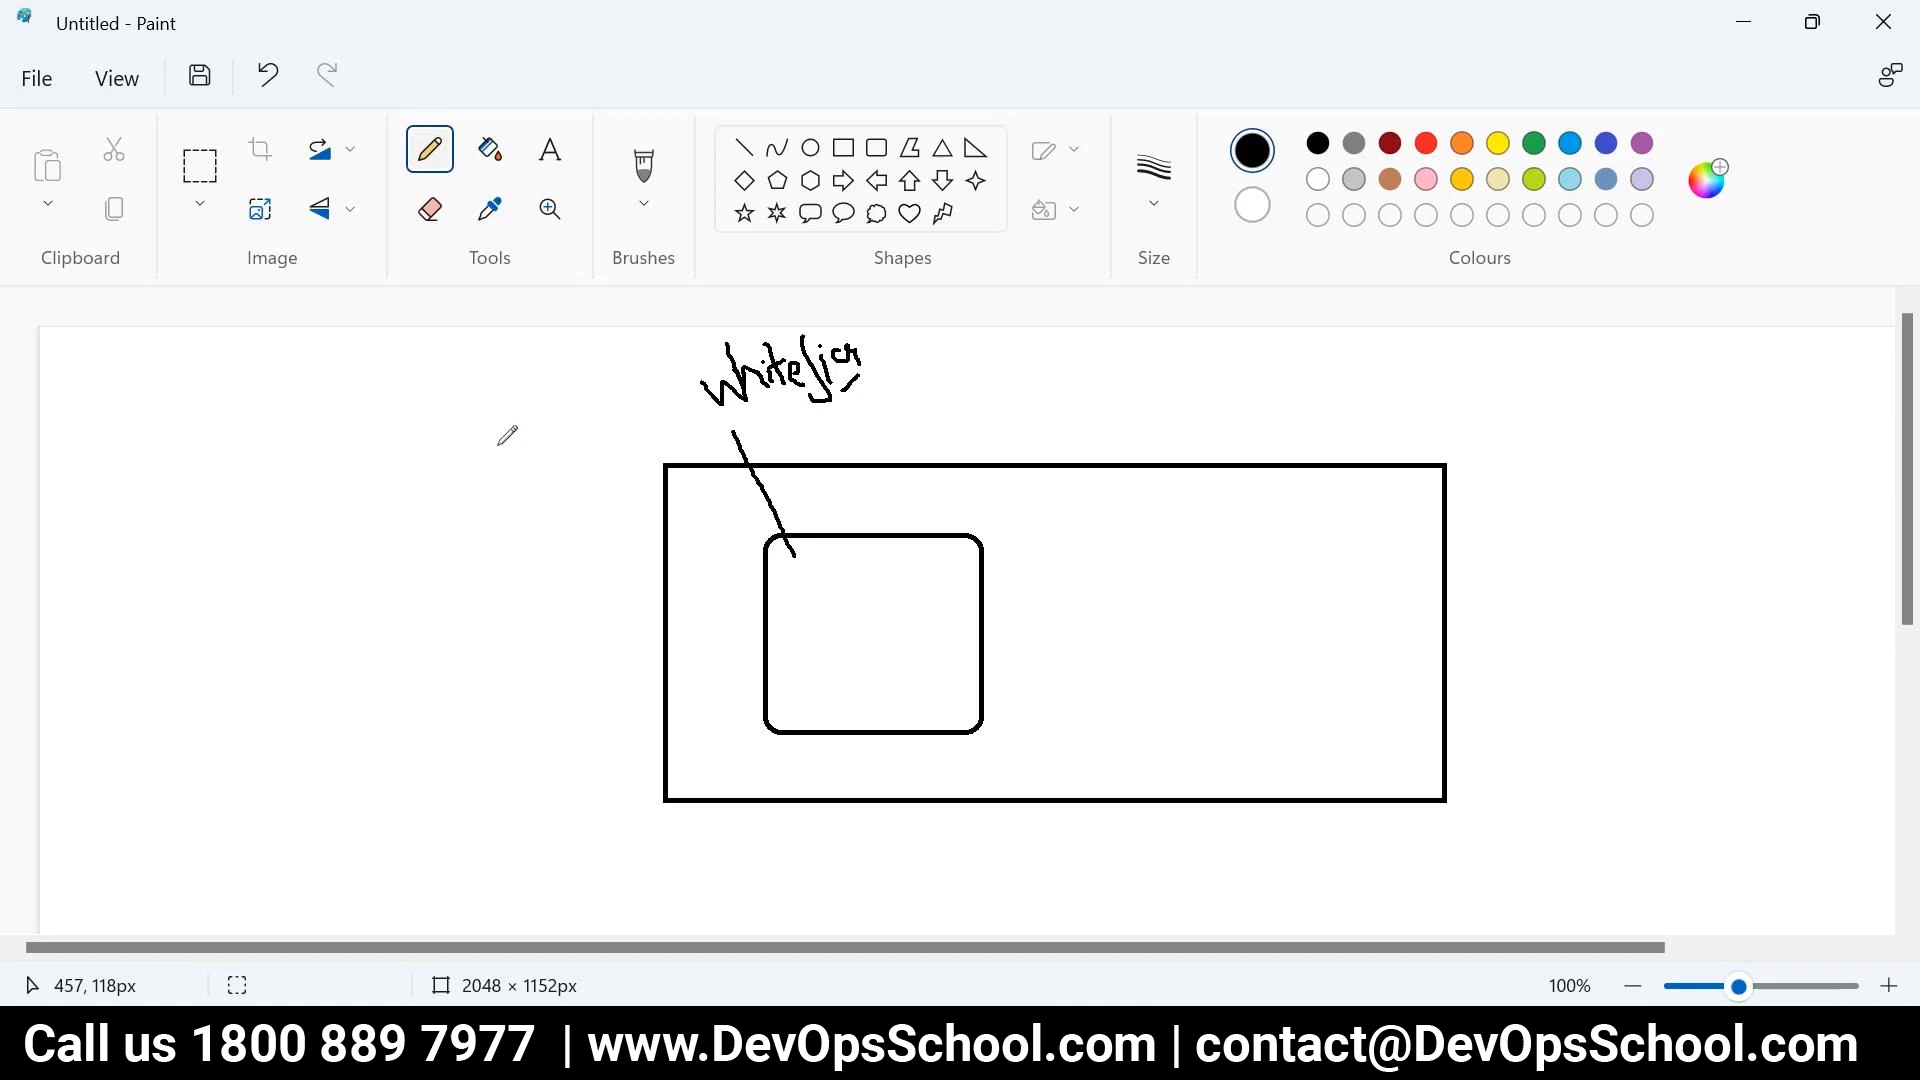 Untitled - Paint
File View
Clipboard Image Tools Brushes Shapes Size Colours
457, 118px 2048 × 1152px 100%
Call us 1800 889 7977 | www.DevOpsSchool.com | contact@DevOpsSchool.com